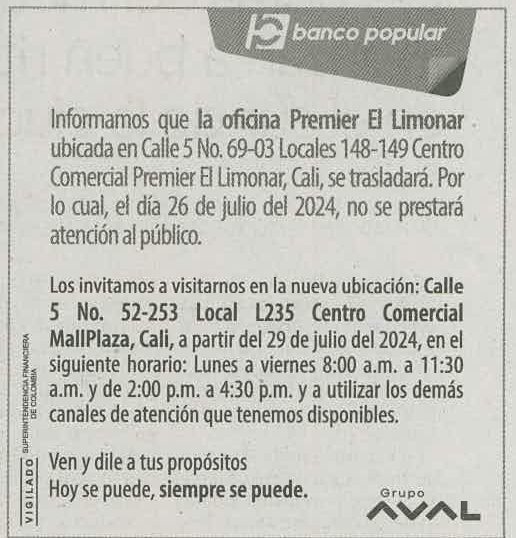 banco popular
Informamos que la oficina Premier El Limonar
ubicada en Calle 5 No. 69-03 Locales 148-149 Centro
Comercial Premier El Limonar, Cali, se trasladará. Por
lo cual, el día 26 de julio del 2024, no se prestará
atención al público.
Los invitamos a visitarnos en la nueva ubicación: Calle
5 No. 52-253 Local L235 Centro Comercial
MallPlaza, Cali, a partir del 29 de julio del 2024, en el
siguiente horario: Lunes a viernes 8:00 a.m. a 11:30
a.m. y de 2:00 p.m. a 4:30 p.m. y a utilizar los demás
canales de atención que tenemos disponibles.
Ven y dile a tus propósitos
Hoy se puede, siempre se puede.
VIGILADO
SUPERINTENDENCIA FINANCIERA
DE COLOMBIA
Grupo
AVAL